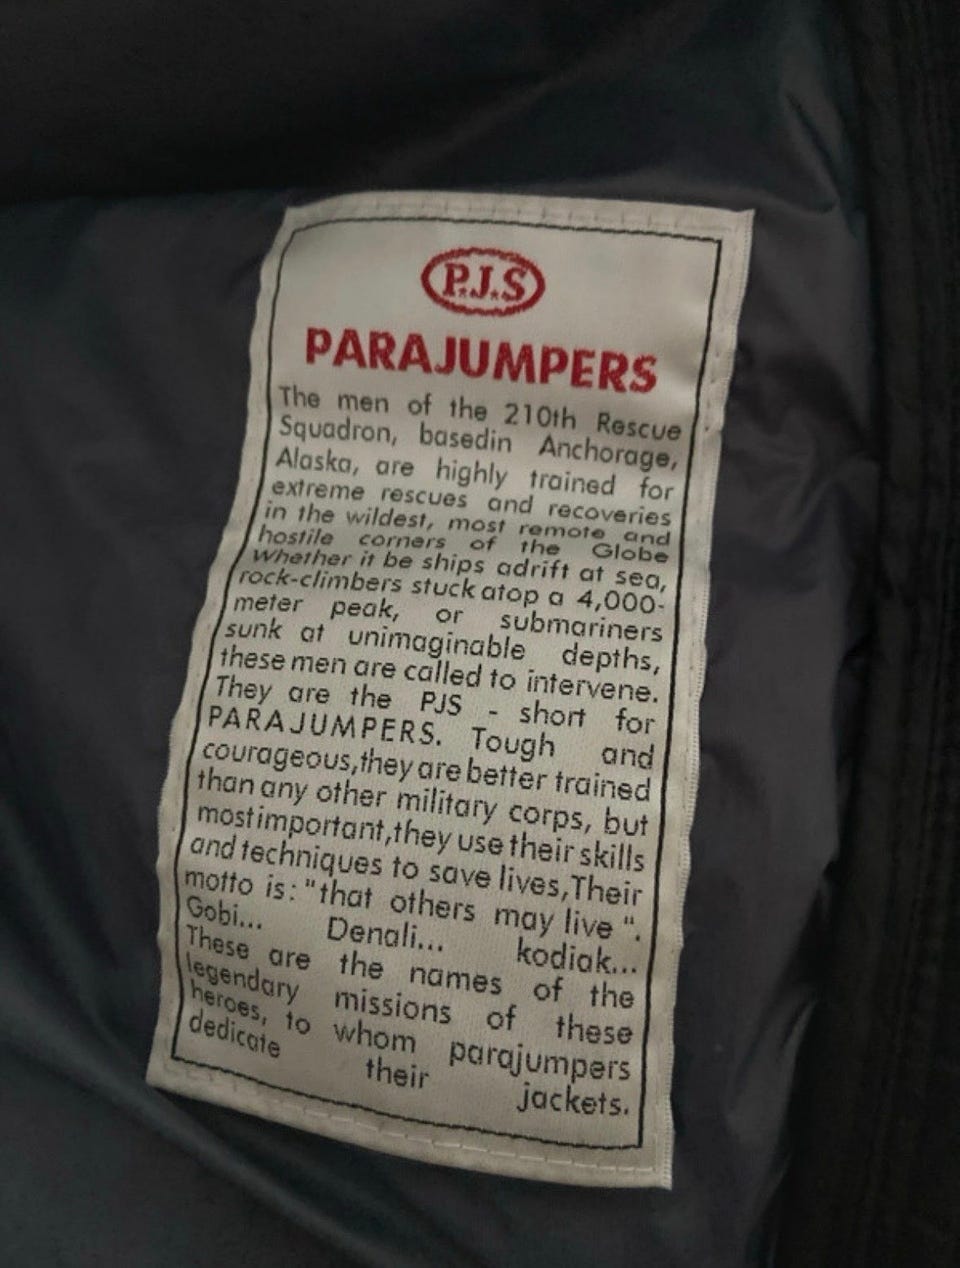 P.J.S
PARAJUMPERS
The men of the 210th Rescue
Squadron, basedin Anchorage,
Alaska, are highly trained for
extreme rescues and recoveries
in the wildest, most remote and
hostile corners of the Globe
whether it be ships adrift at sea,
rock-climbers stuck atop a 4,000-
meter peak, or submariners
sunk at unimaginable depths,
these men are called to intervene.
They are the PJS - short for
PARAJUMPERS. Tough and
courageous,they are better trained
than any other military corps, but
mostimportant,they use their skills
and techniques to save lives,Their
motto is: "that others may live ".
Gobi... Denali... kodiak...
These are the names of the
legendary missions of these
heroes, to whom parajumpers
dedicate their jackets.